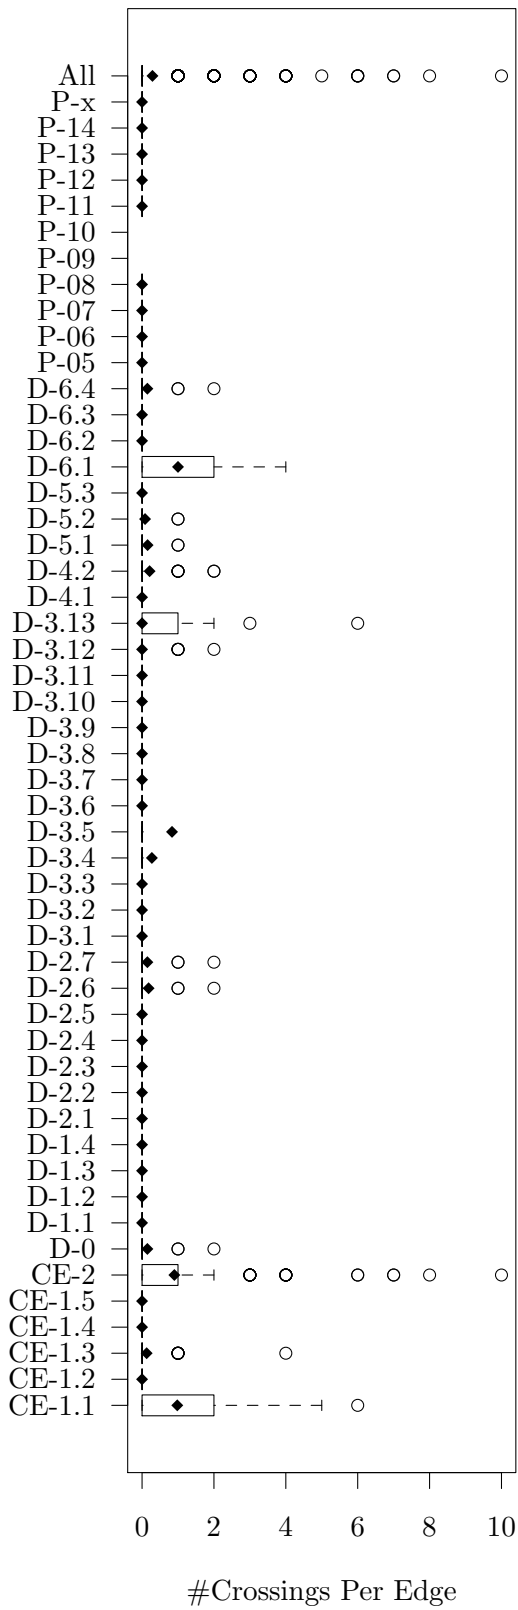 All
P-x
P-14
P-13
P-12
P-11
P-10
P-09
P-08
P-07
P-06
P-05
D-6.4
D-6.3
D-6.2
D-6.1
D-5.3
D-5.2
D-5.1
D-4.2
D-4.1
D-3.13
D-3.12
D-3.11
D-3.10
D-3.9
D-3.8
D-3.7
D-3.6
D-3.5
D-3.4
D-3.3
D-3.2
D-3.1
D-2.7
D-2.6
D-2.5
D-2.4
D-2.3
D-2.2
D-2.1
D-1.4
D-1.3
D-1.2
D-1.1
D-0
CE-2
CE-1.5
CE-1.4
CE-1.3
CE-1.2
CE-1.1
0 2 4 6 8 10
#Crossings Per Edge